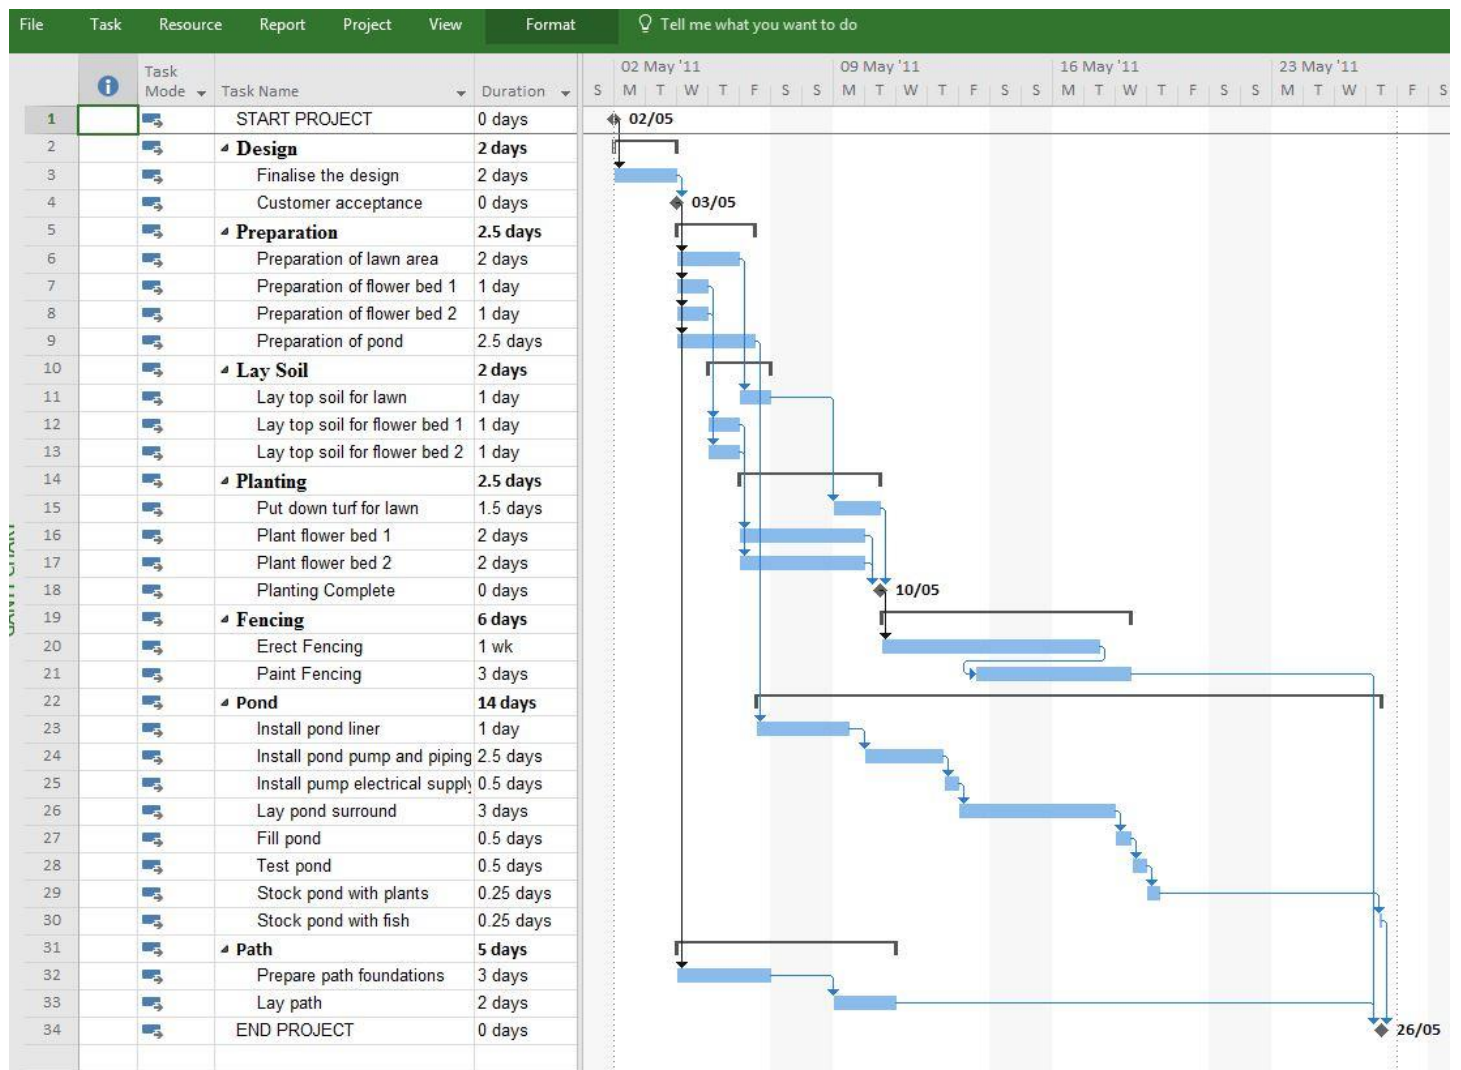 File Task Resource Report Project View Format Tell me what you want to do
Task Mode Task Name Duration
02 May '11 09 May '11 16 May '11 23 May '11
S M T W T F S S M T W T F S S M T W T F S S M T W T F S
1 START PROJECT 0 days 02/05
2 Design 2 days
3 Finalise the design 2 days
4 Customer acceptance 0 days 03/05
5 Preparation 2.5 days
6 Preparation of lawn area 2 days
7 Preparation of flower bed 1 1 day
8 Preparation of flower bed 2 1 day
9 Preparation of pond 2.5 days
10 Lay Soil 2 days
11 Lay top soil for lawn 1 day
12 Lay top soil for flower bed 1 1 day
13 Lay top soil for flower bed 2 1 day
14 Planting 2.5 days
15 Put down turf for lawn 1.5 days
16 Plant flower bed 1 2 days
17 Plant flower bed 2 2 days
18 Planting Complete 0 days 10/05
19 Fencing 6 days
20 Erect Fencing 1 wk
21 Paint Fencing 3 days
22 Pond 14 days
23 Install pond liner 1 day
24 Install pond pump and piping 2.5 days
25 Install pump electrical supply 0.5 days
26 Lay pond surround 3 days
27 Fill pond 0.5 days
28 Test pond 0.5 days
29 Stock pond with plants 0.25 days
30 Stock pond with fish 0.25 days
31 Path 5 days
32 Prepare path foundations 3 days
33 Lay path 2 days
34 END PROJECT 0 days 26/05